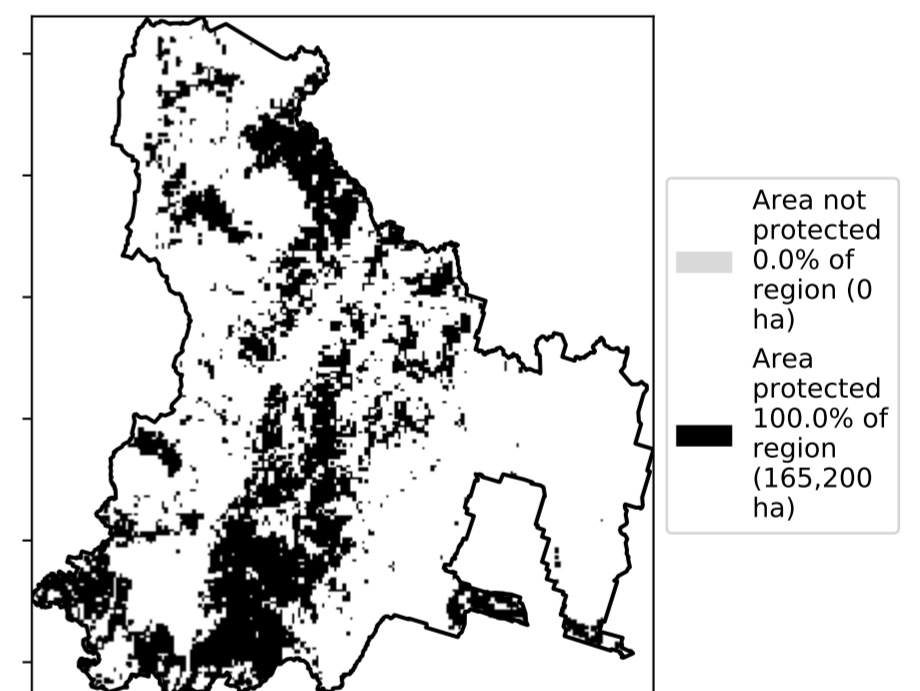 Area not
protected
0.0% of
region (0
ha)
Area
protected
100.0% of
region
(165,200
ha)